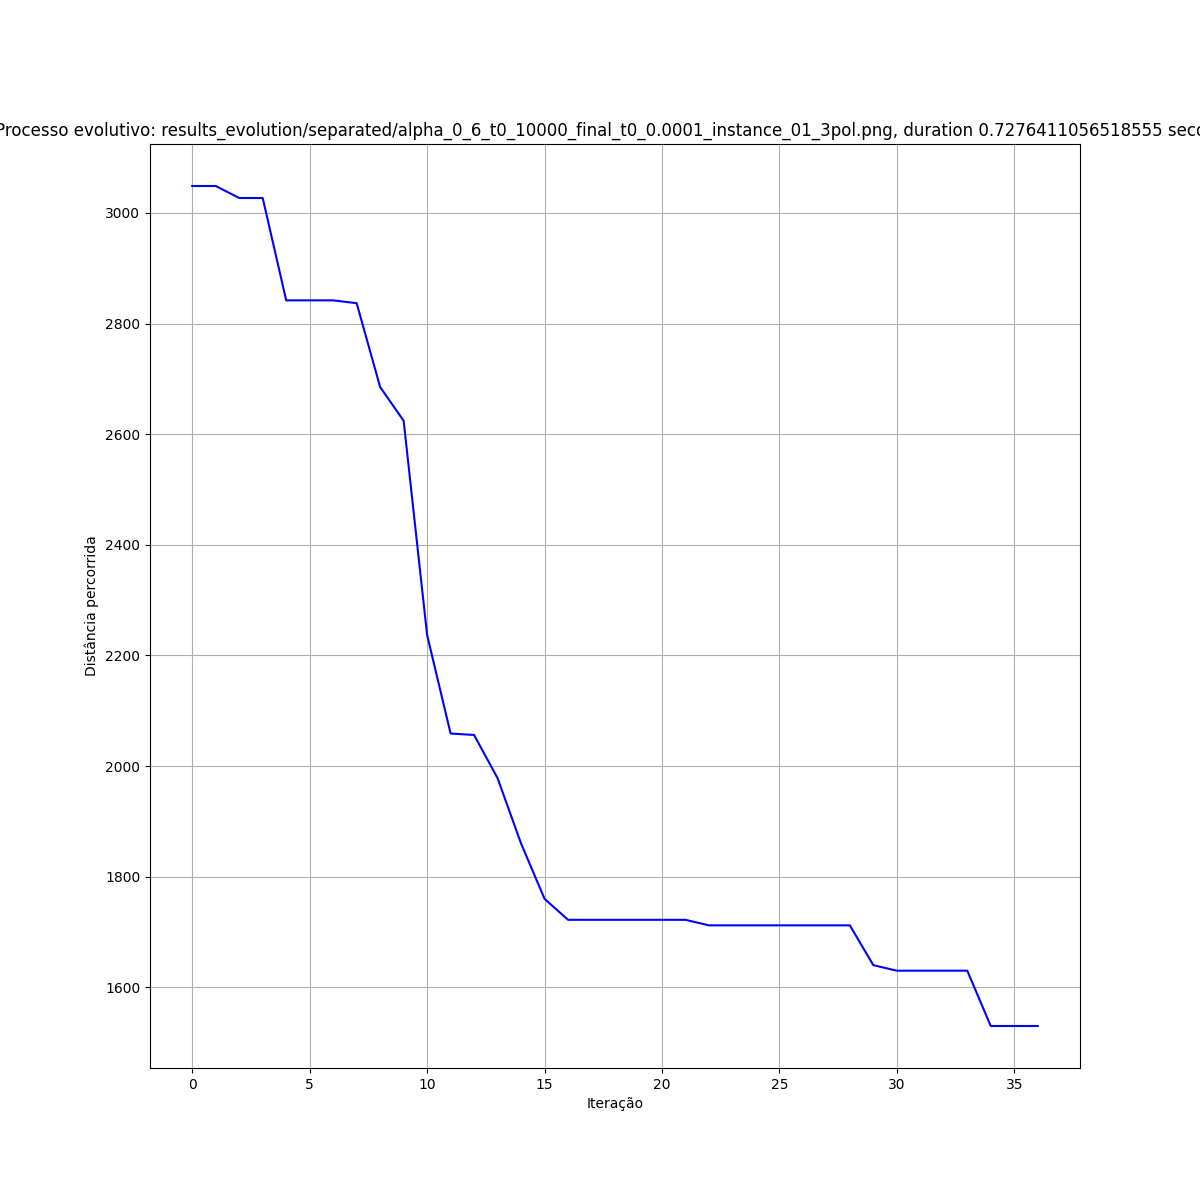 Processo evolutivo: results_evolution/separated/alpha_0_6_t0_10000_final_t0_0.0001_instance_01_3pol.png, duration 0.7276411056518555
3000
2800
2600
2400
2200
2000
1800
1600
Distância percorrida
0 5 10 15 20 25 30 35
Iteração